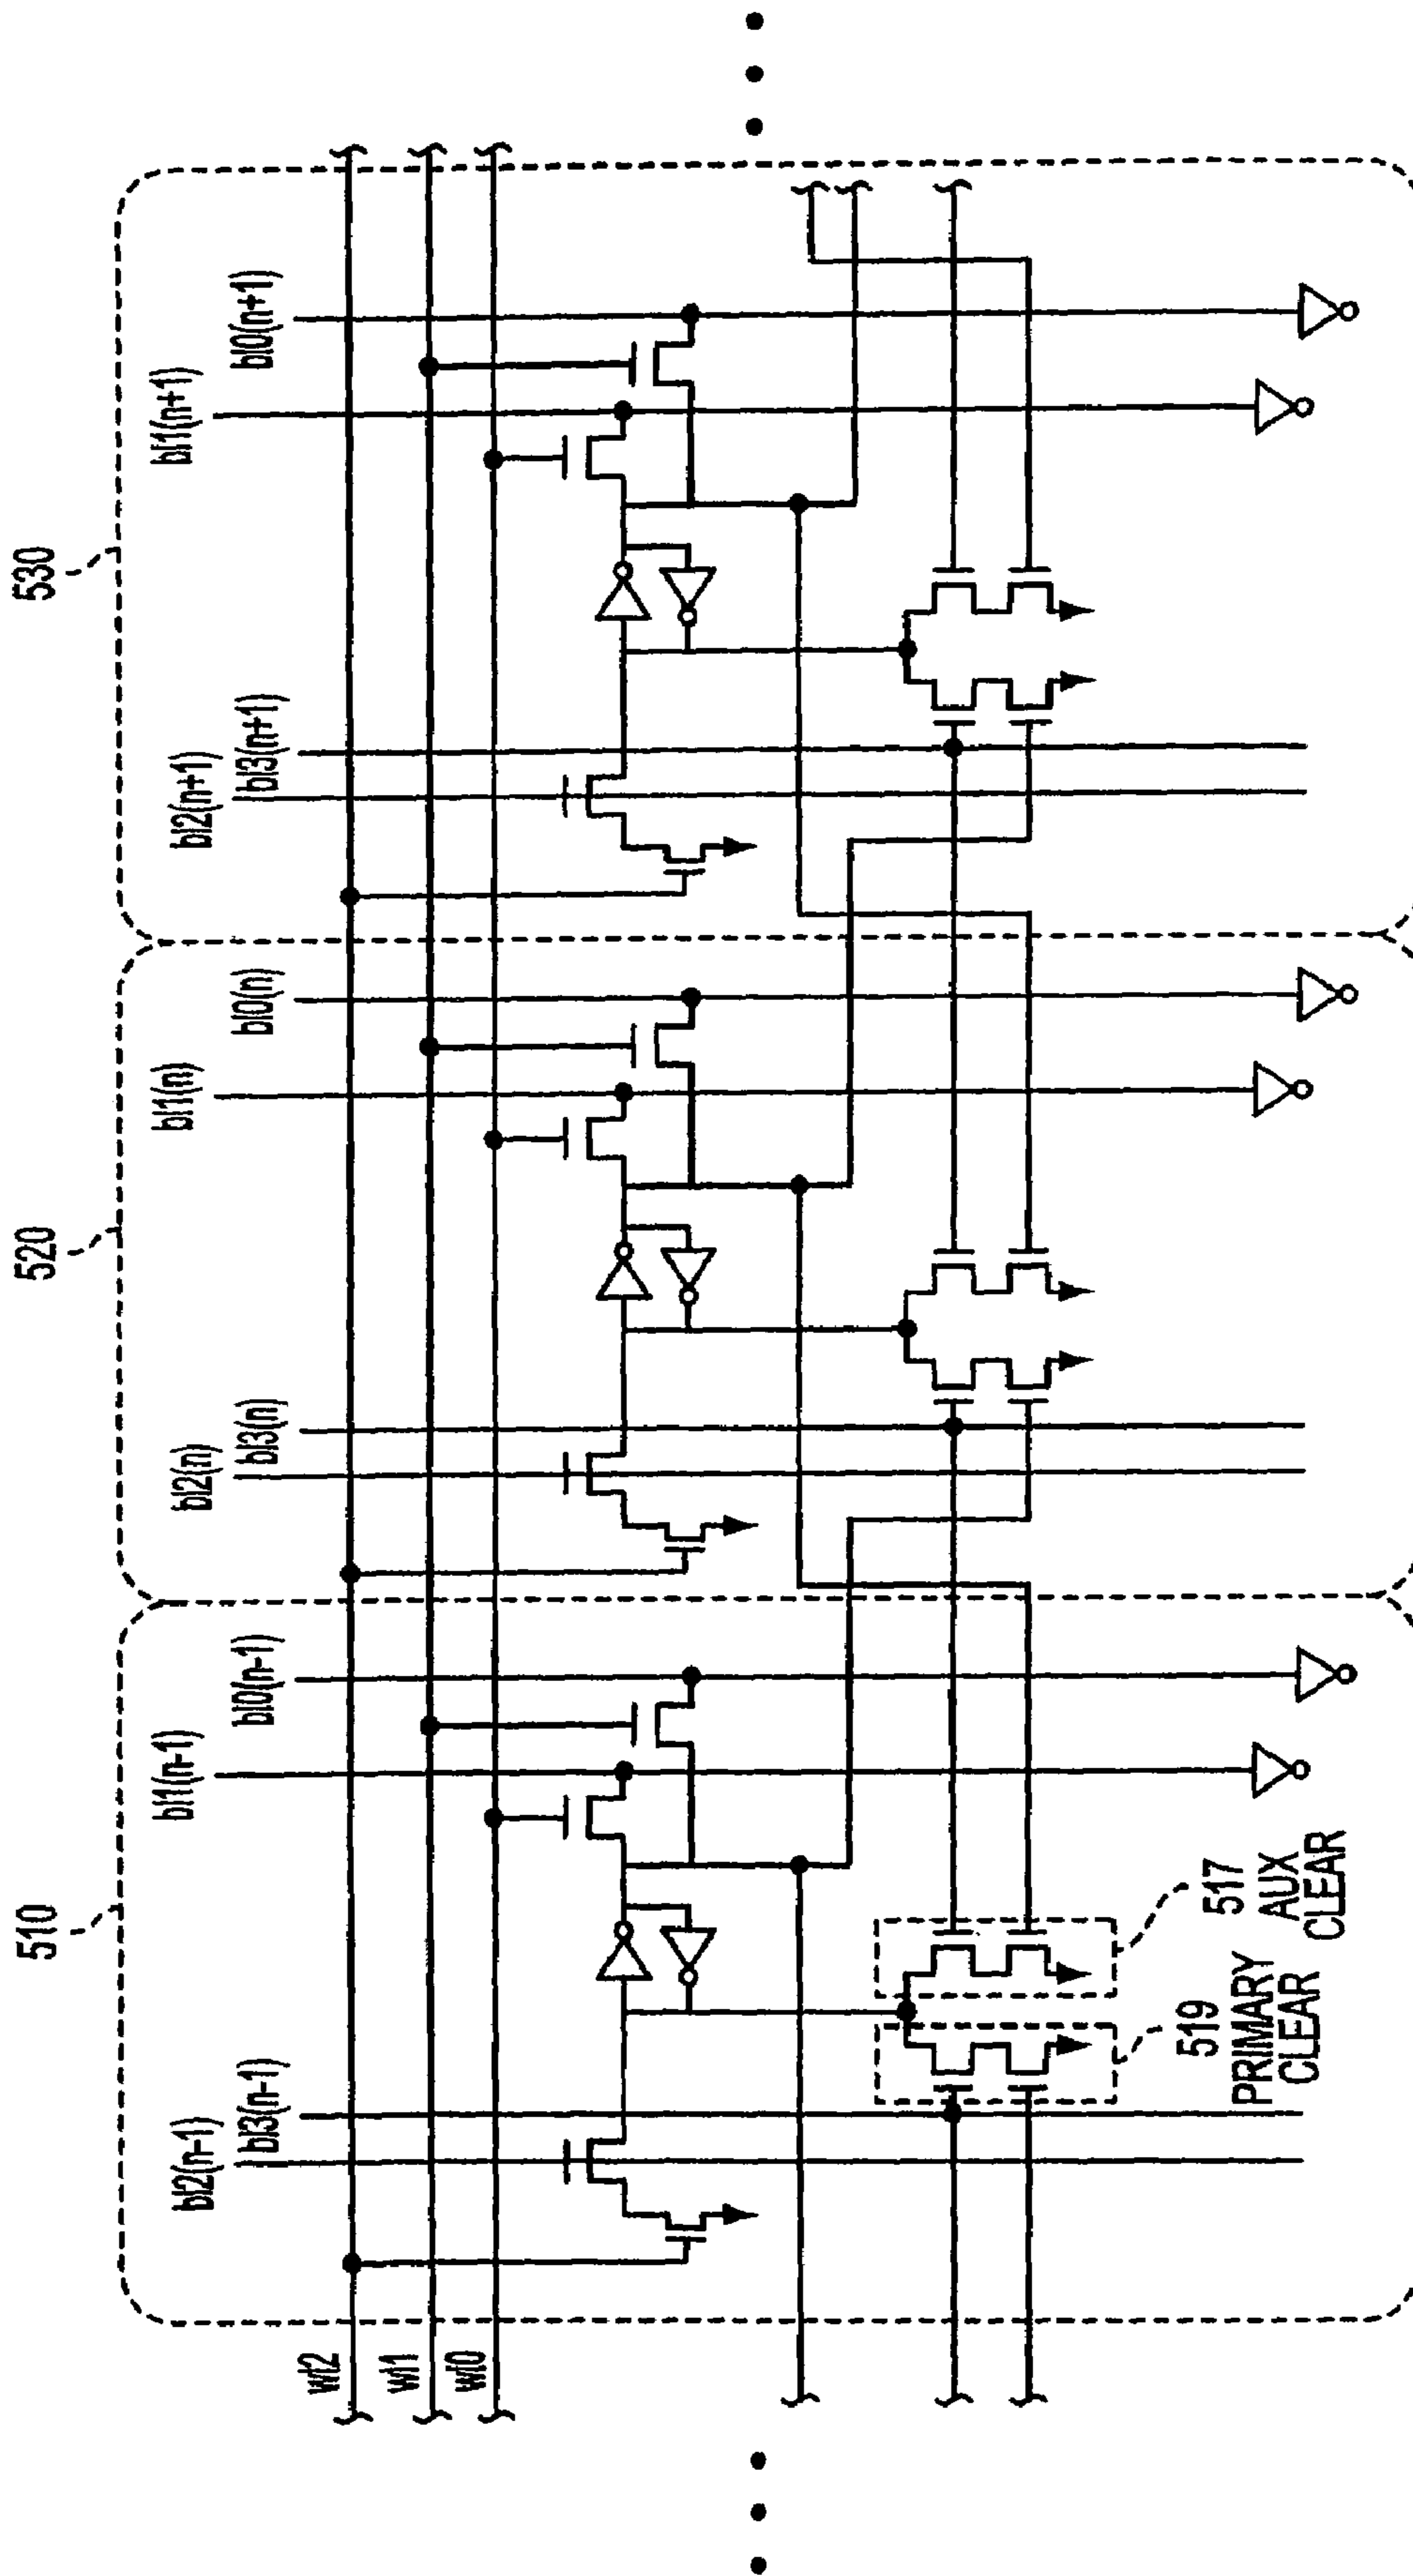 510
520
530
bl1(n-1)
bl1(n)
bl1(n+1)
bl2(n-1)
bl3(n-1)
bl0(n-1)
bl2(n)
bl3(n)
bl0(n)
bl2(n+1)
bl3(n+1)
bl0(n+1)
wl2
wl1
wl0
519
PRIMARY
CLEAR
517
AUX
CLEAR